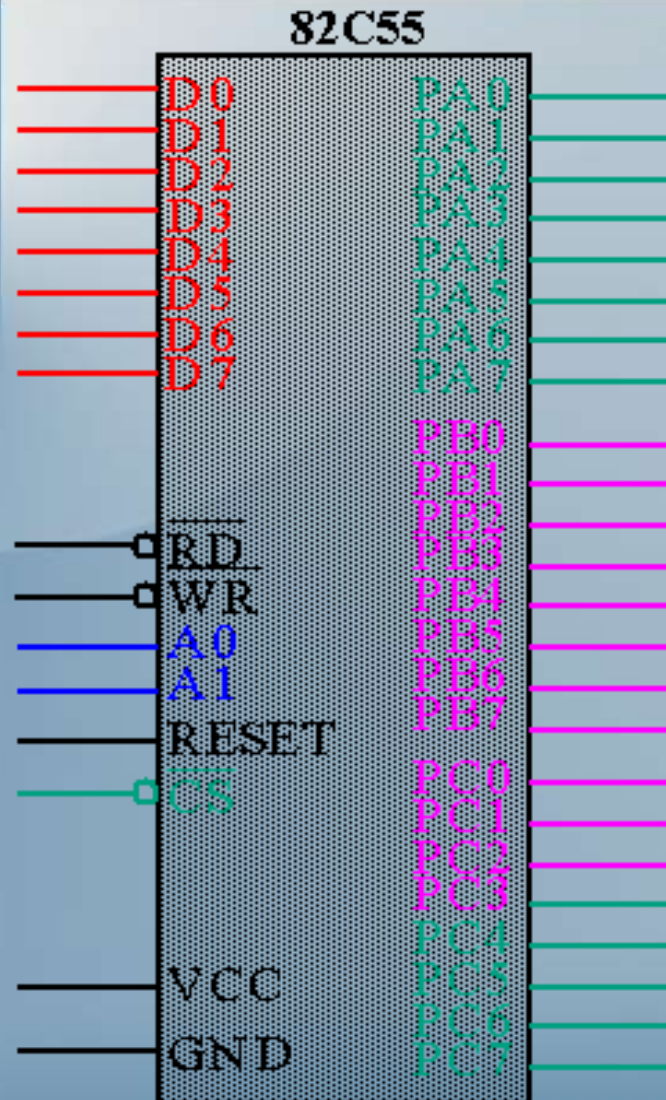 82C55
D0
D1
D2
D3
D4
D5
D6
D7
RD
WR
A0
A1
RESET
CS
VCC
GND
PA0
PA1
PA2
PA3
PA4
PA5
PA6
PA7
PB0
PB1
PB2
PB3
PB4
PB5
PB6
PB7
PC0
PC1
PC2
PC3
PC4
PC5
PC6
PC7